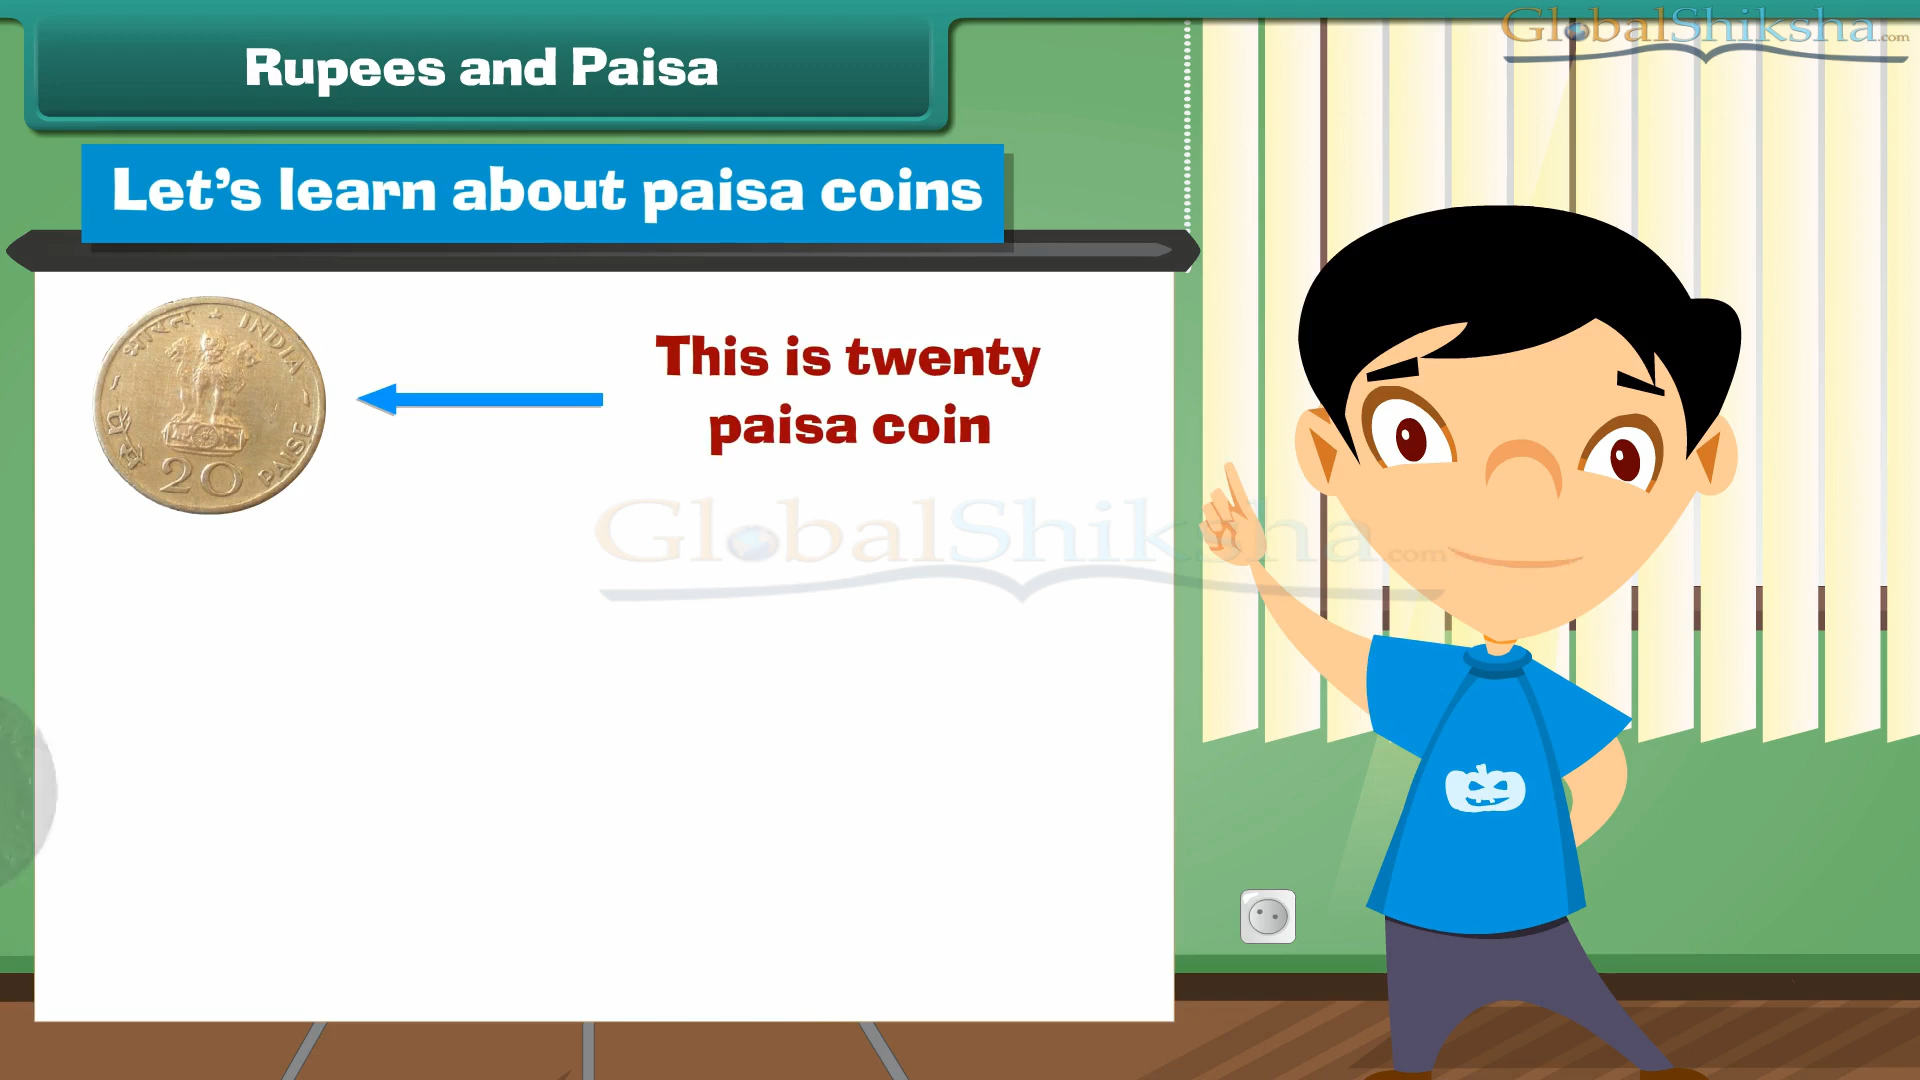 GlobalShiksha.com
Rupees and Paisa
Let's learn about paisa coins
भारत ★ INDIA
पैसे 20 PAISE
This is twenty
paisa coin
GlobalShiksha.com